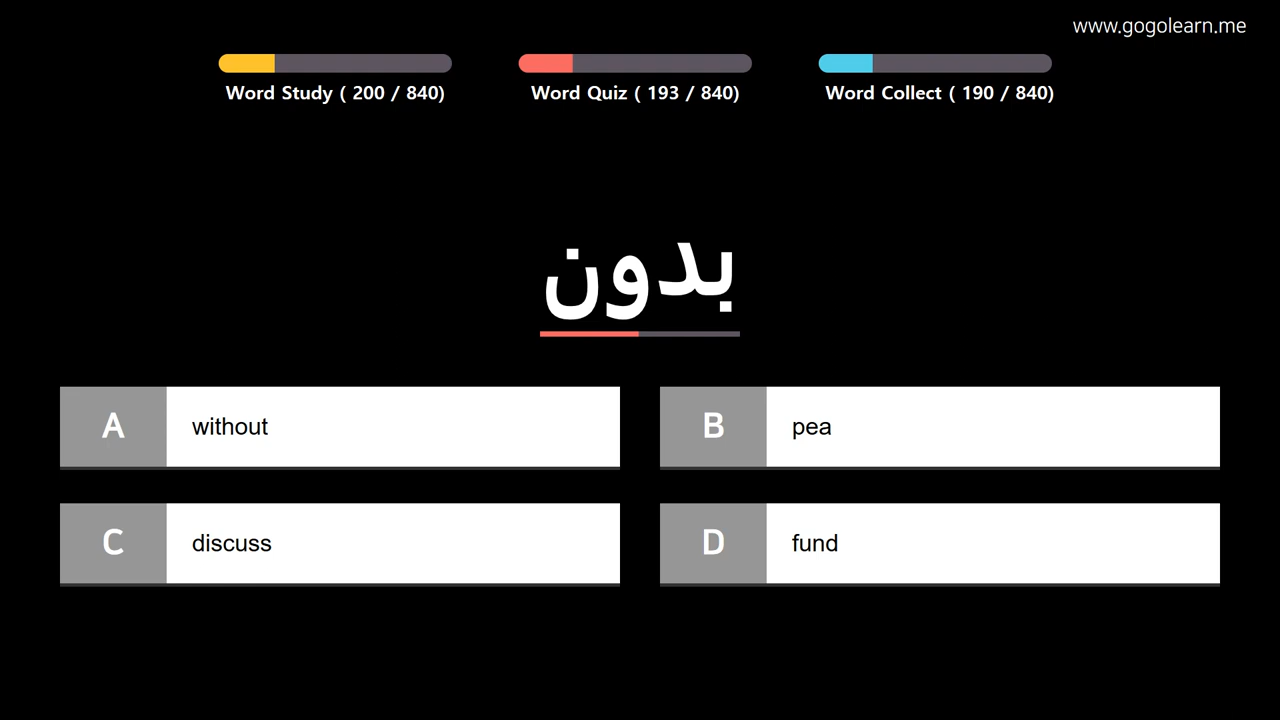 www.gogolearn.me
Word Study ( 200 / 840)
Word Quiz ( 193 / 840)
Word Collect ( 190 / 840)
بدون
A without
B pea
C discuss
D fund